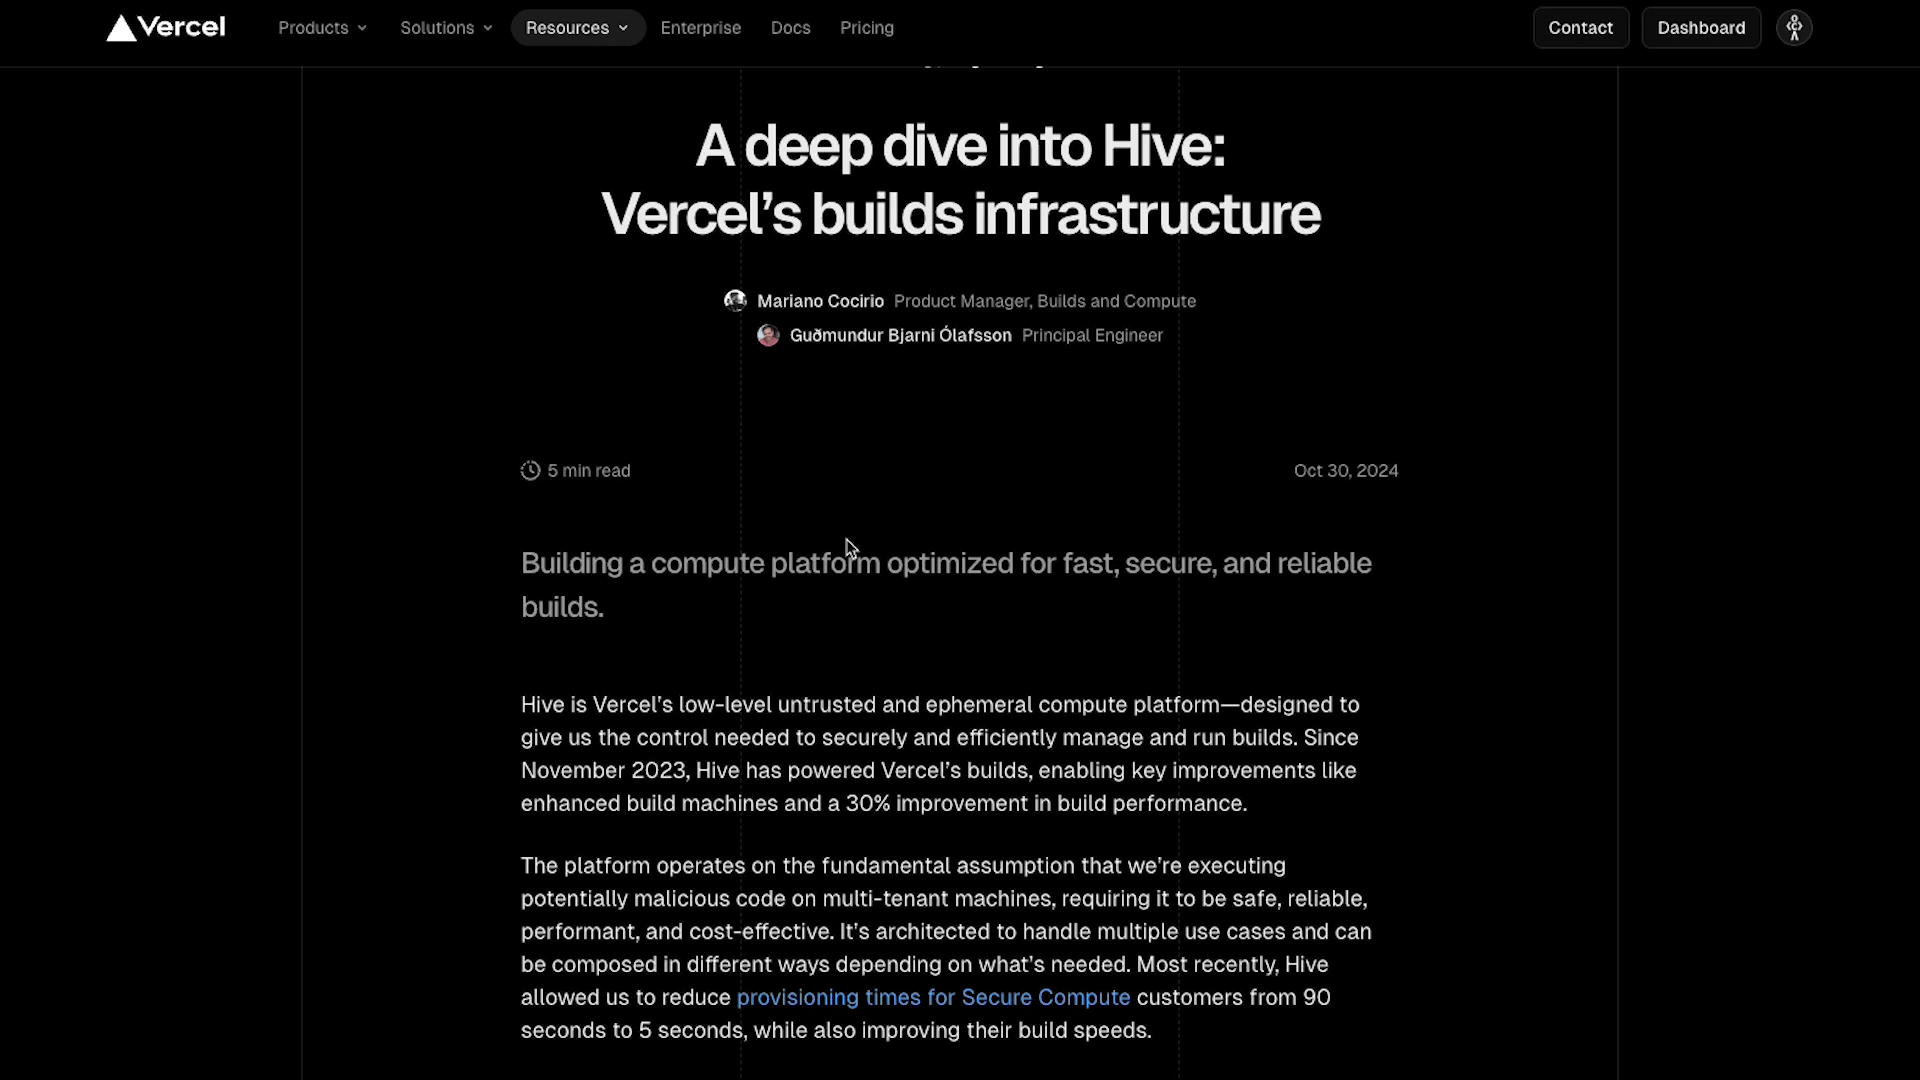 Vercel
Products
Solutions
Resources
Enterprise
Docs
Pricing
Contact
Dashboard
A deep dive into Hive:
Vercel’s builds infrastructure
Mariano Cocirio Product Manager, Builds and Compute
Guðmundur Bjarni Ólafsson Principal Engineer
5 min read
Oct 30, 2024
Building a compute platform optimized for fast, secure, and reliable
builds.
Hive is Vercel’s low-level untrusted and ephemeral compute platform—designed to
give us the control needed to securely and efficiently manage and run builds. Since
November 2023, Hive has powered Vercel’s builds, enabling key improvements like
enhanced build machines and a 30% improvement in build performance.
The platform operates on the fundamental assumption that we’re executing
potentially malicious code on multi-tenant machines, requiring it to be safe, reliable,
performant, and cost-effective. It’s architected to handle multiple use cases and can
be composed in different ways depending on what’s needed. Most recently, Hive
allowed us to reduce provisioning times for Secure Compute customers from 90
seconds to 5 seconds, while also improving their build speeds.